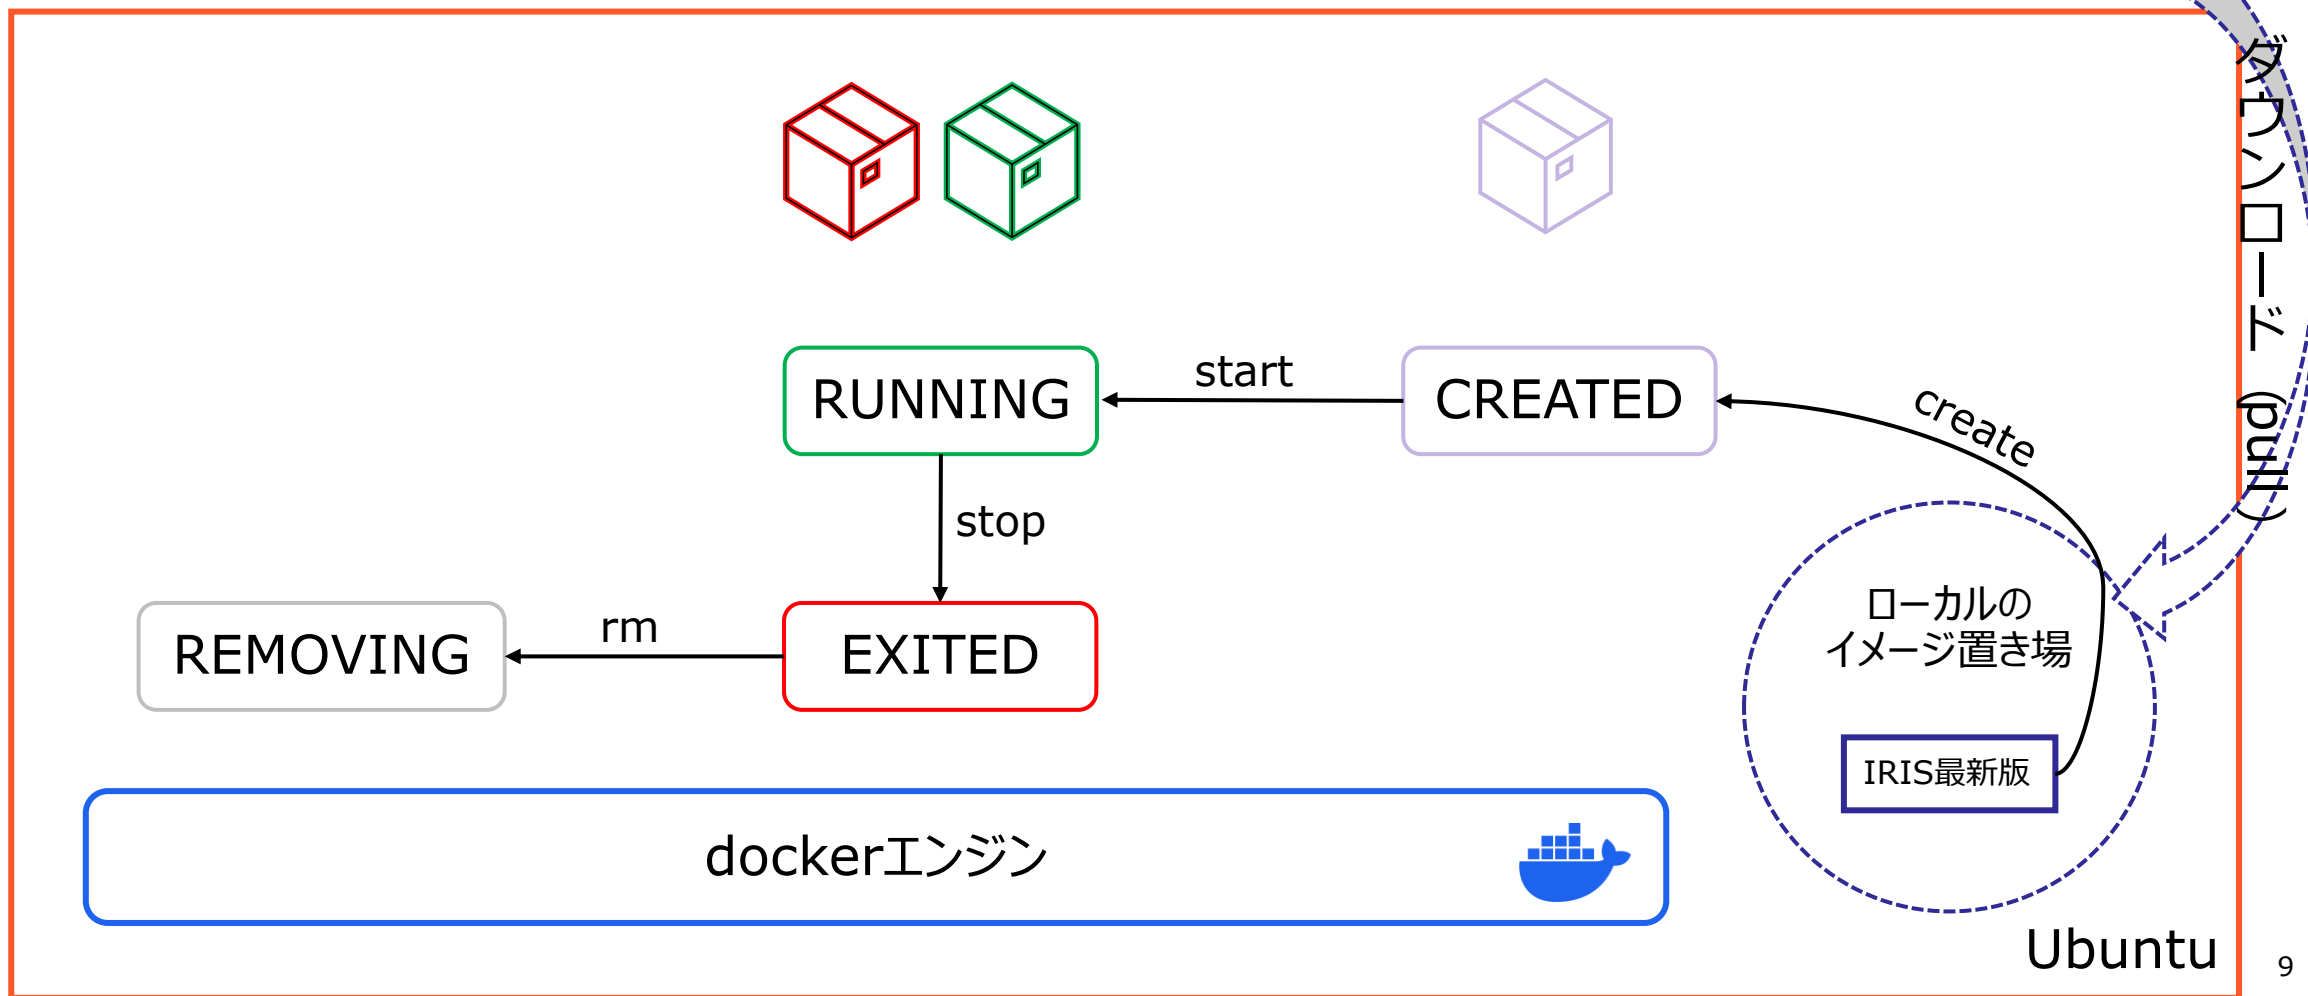 ダウンロード (pull)
start
RUNNING
CREATED
create
stop
ローカルの
イメージ置き場
rm
REMOVING
EXITED
IRIS最新版
dockerエンジン
Ubuntu
9